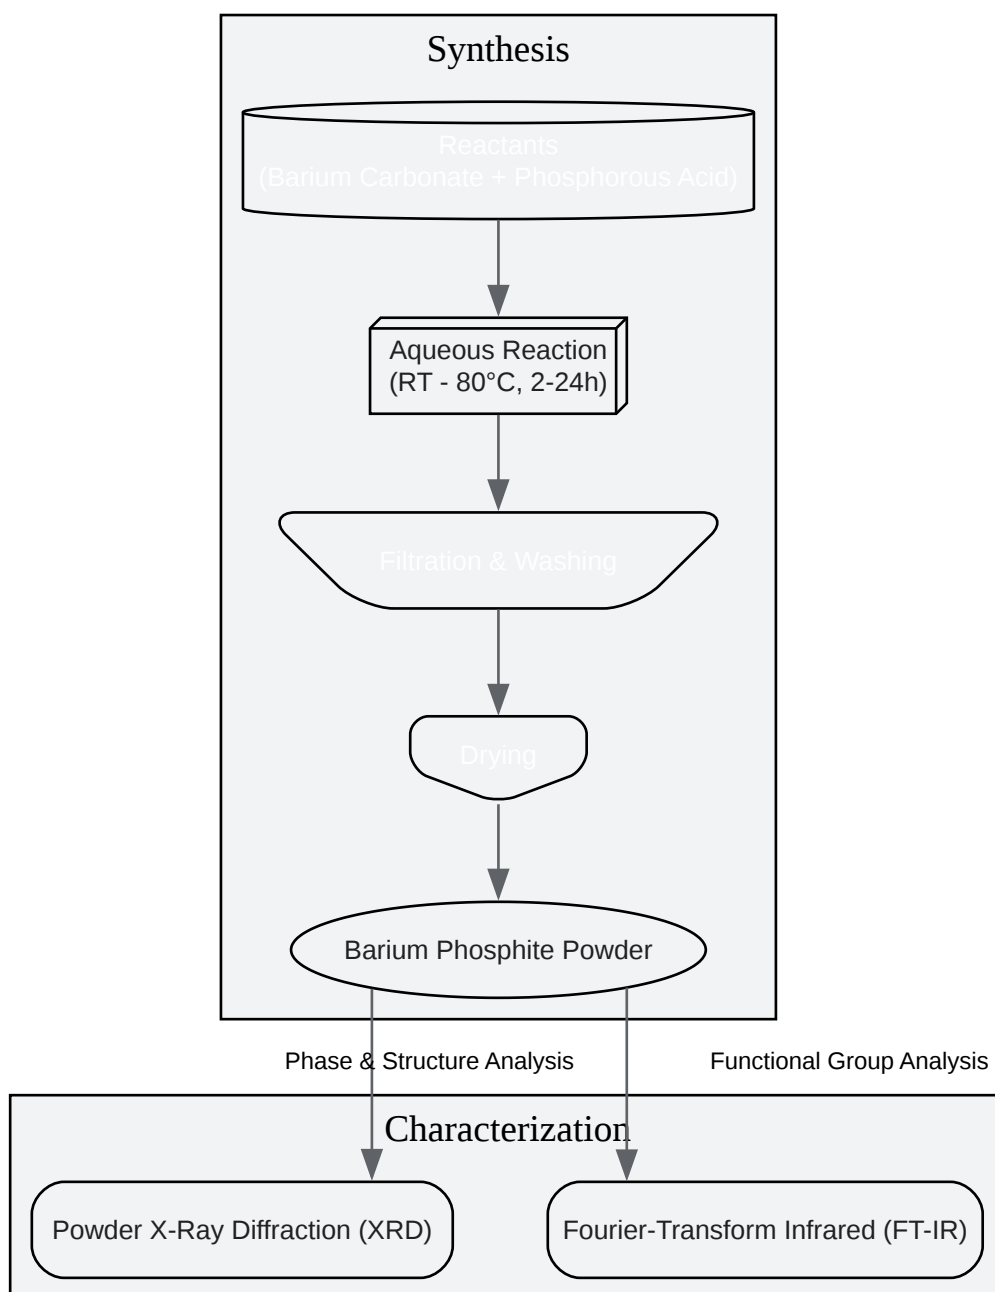 Synthesis
Reactants
(Barium Carbonate + Phosphorous Acid)
Aqueous Reaction
(RT - 80°C, 2-24h)
Filtration & Washing
Drying
Barium Phosphite Powder
Phase & Structure Analysis
Functional Group Analysis
Characterization
Powder X-Ray Diffraction (XRD)
Fourier-Transform Infrared (FT-IR)